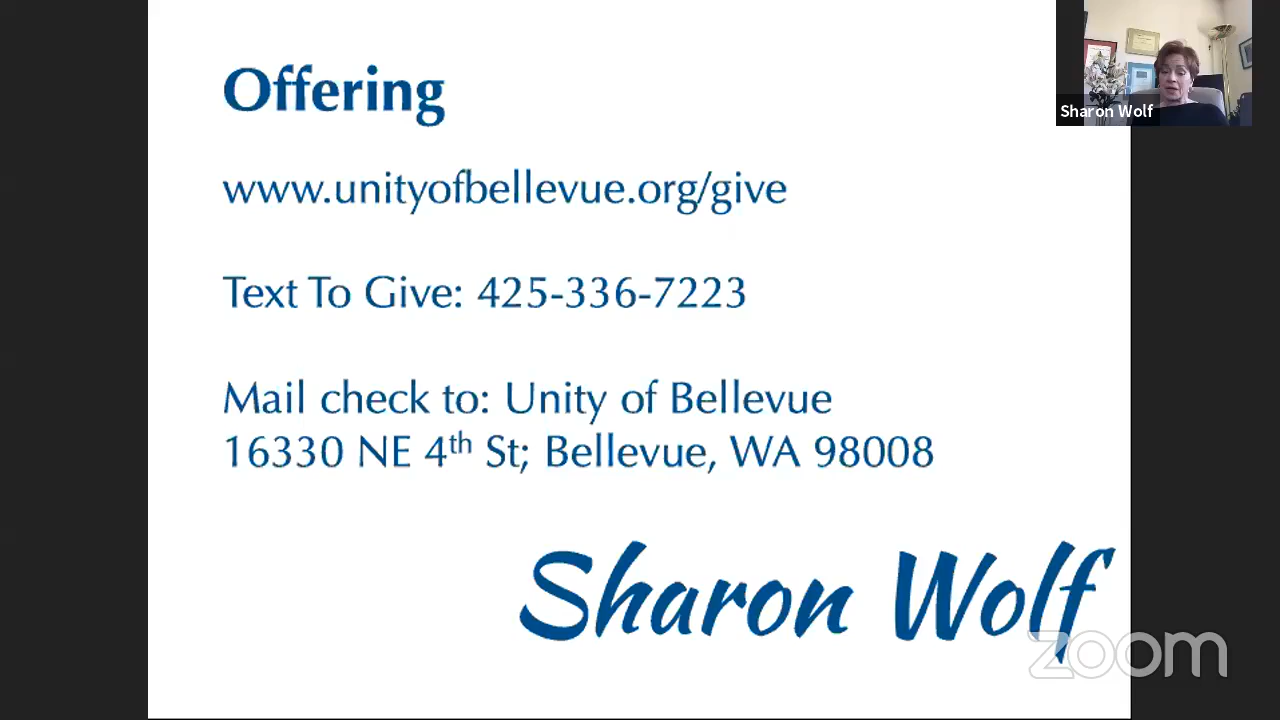 Offering
www.unityofbellevue.org/give
Text To Give: 425-336-7223
Mail check to: Unity of Bellevue
16330 NE 4th St; Bellevue, WA 98008
Sharon Wolf
Sharon Wolf
zoom